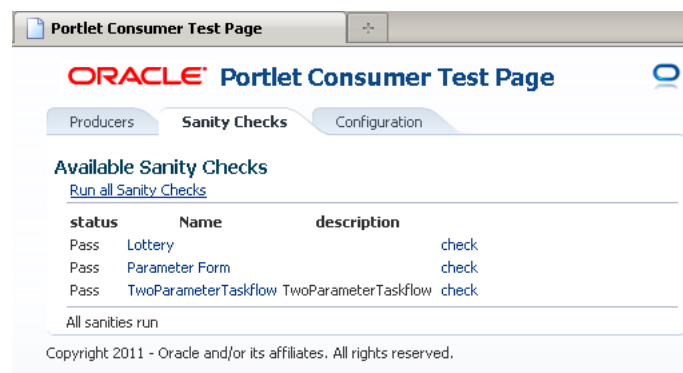 Portlet Consumer Test Page
ORACLE Portlet Consumer Test Page
Producers Sanity Checks Configuration
Available Sanity Checks
Run all Sanity Checks
status Name description
Pass Lottery check
Pass Parameter Form check
Pass TwoParameterTaskflow TwoParameterTaskflow check
All sanities run
Copyright 2011 - Oracle and/or its affiliates. All rights reserved.